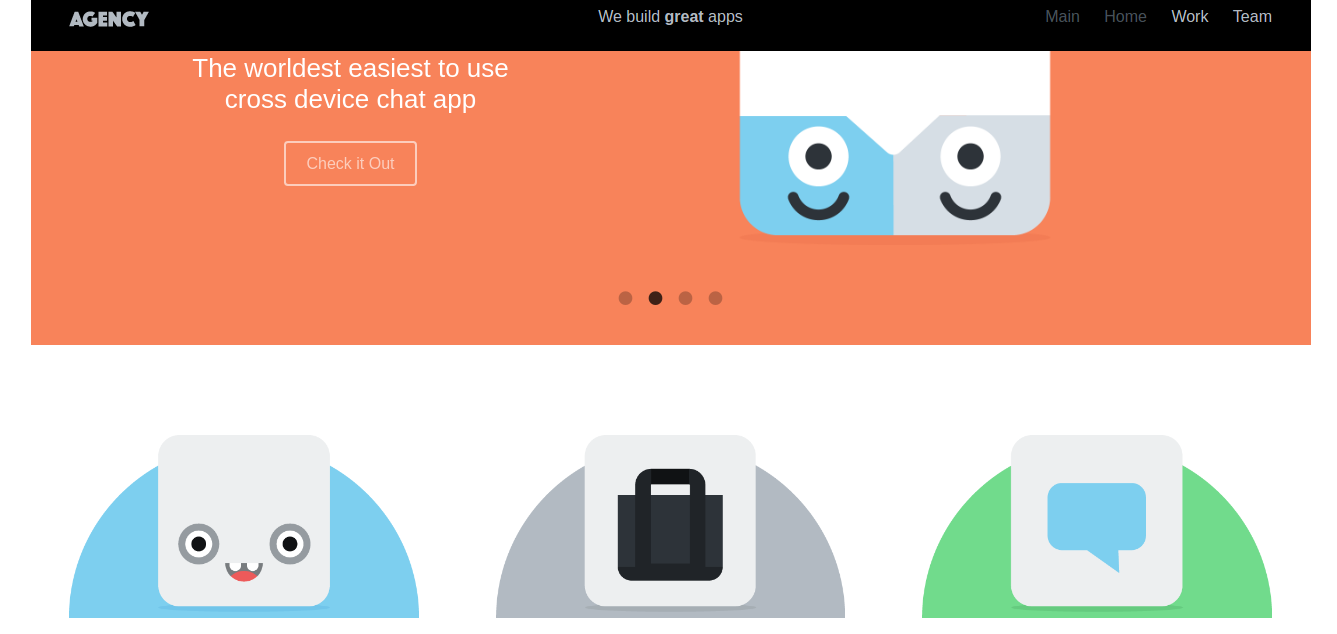 AGENCY
We build great apps
Main Home Work Team
The worldest easiest to use
cross device chat app
Check it Out